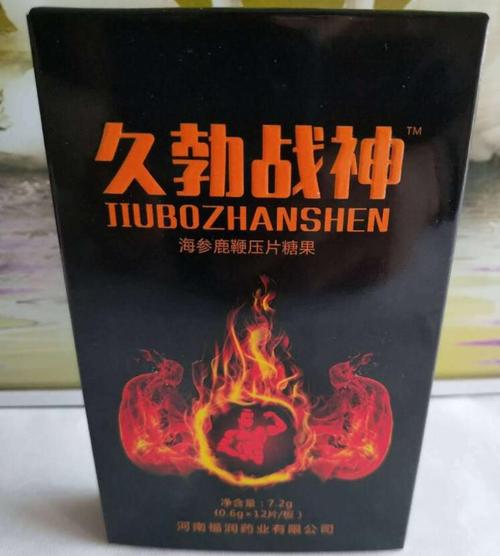 久勃战神™
JIUBOZHANSHEN
海参鹿鞭压片糖果
净含量:7.2g
(0.6g×12片/板)
河南福润药业有限公司